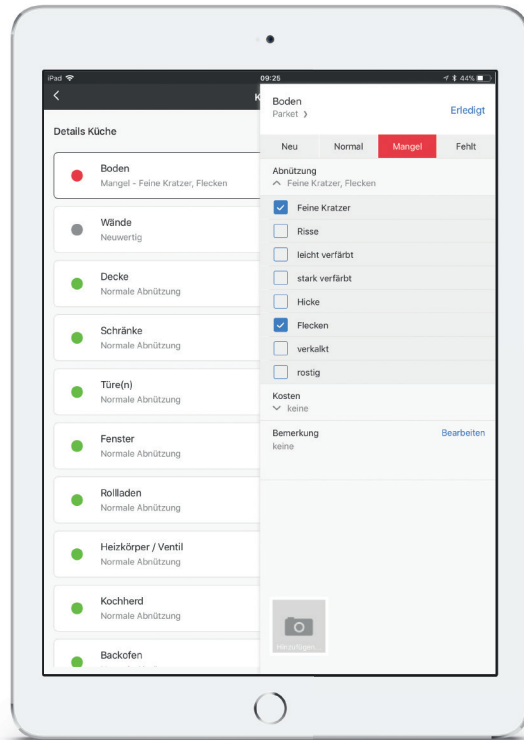 iPad
09:25
44%
K
Details Küche
Boden
Mangel - Feine Kratzer, Flecken
Wände
Neuwertig
Decke
Normale Abnützung
Schränke
Normale Abnützung
Türe(n)
Normale Abnützung
Fenster
Normale Abnützung
Rollladen
Normale Abnützung
Heizkörper / Ventil
Normale Abnützung
Kochherd
Normale Abnützung
Backofen
Boden
Parket
Erledigt
Neu Normal Mangel Fehlt
Abnützung
Feine Kratzer, Flecken
Feine Kratzer
Risse
leicht verfärbt
stark verfärbt
Hicke
Flecken
verkalkt
rostig
Kosten
keine
Bemerkung Bearbeiten
keine